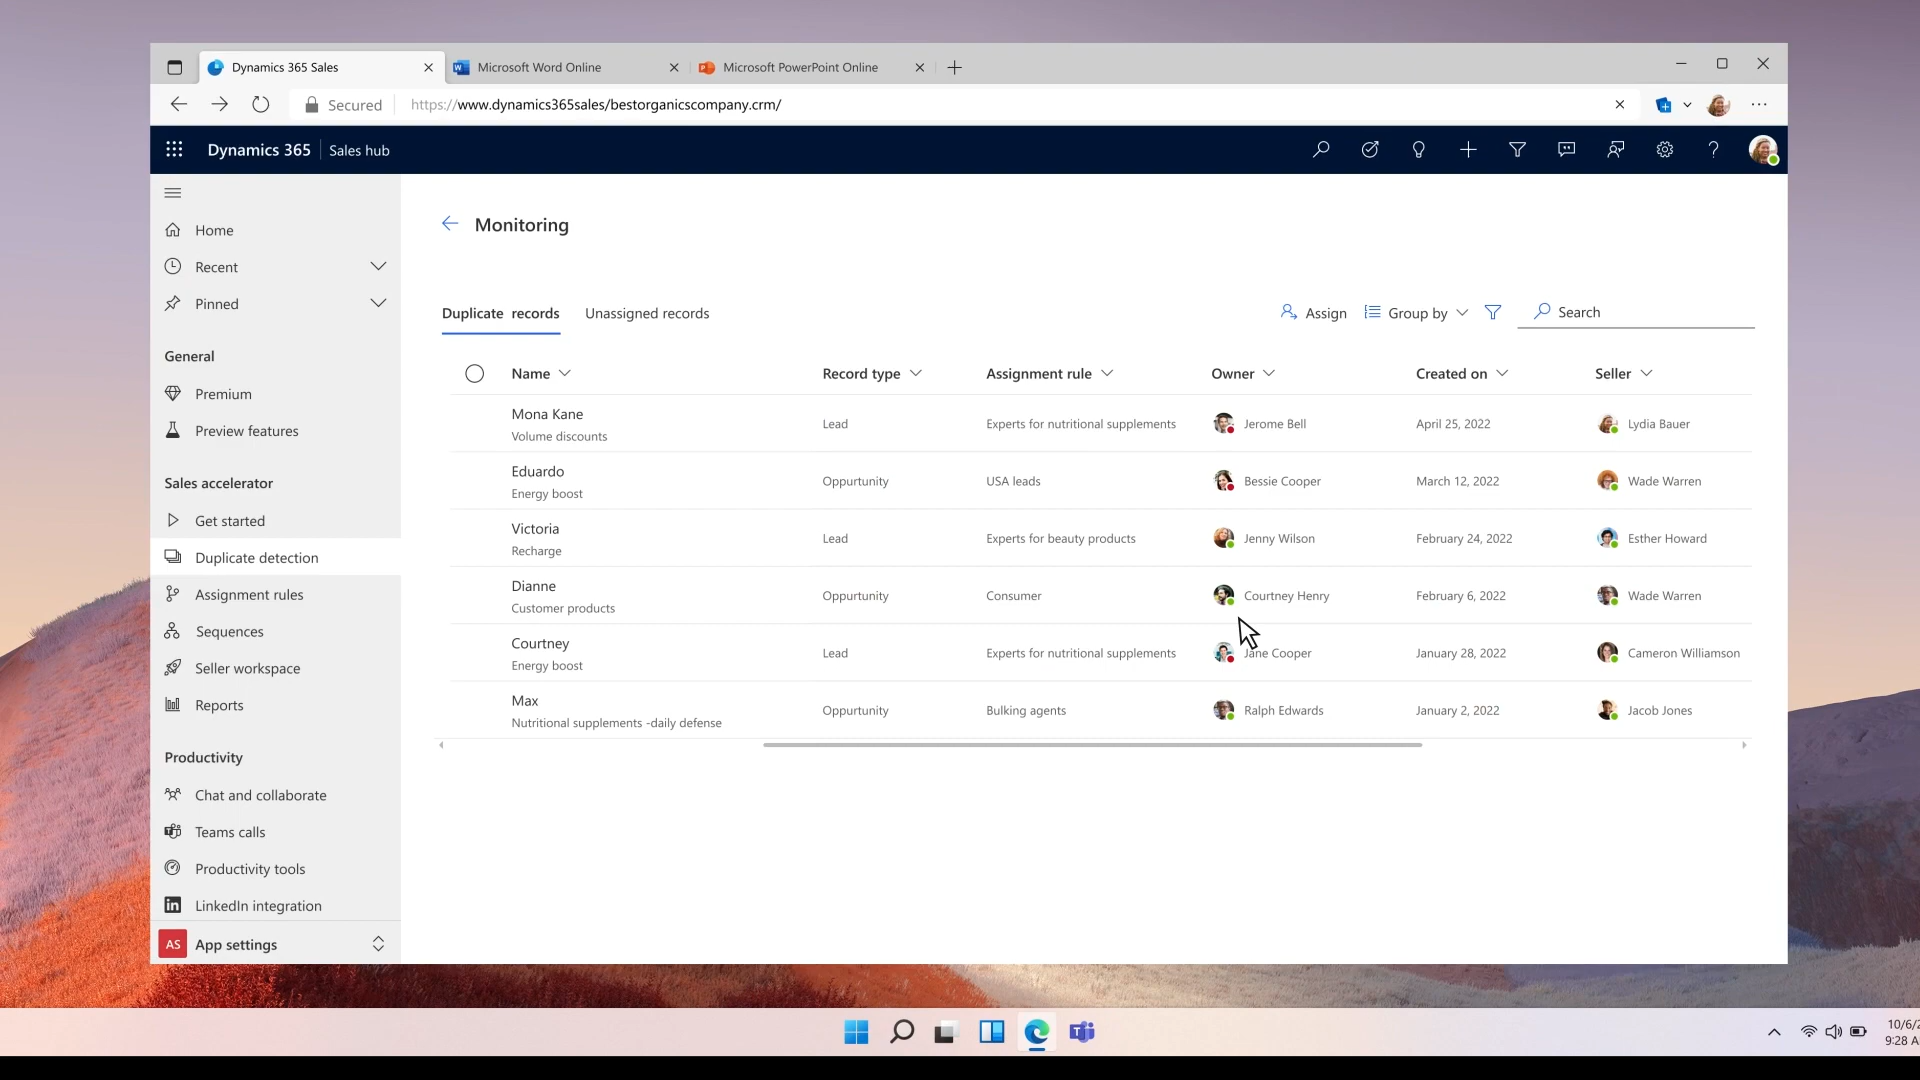 Dynamics 365 Sales
Microsoft Word Online
Microsoft PowerPoint Online
Secured
https://www.dynamics365sales/bestorganicscompany.crm/
Dynamics 365
Sales hub
Home
Recent
Pinned
General
Premium
Preview features
Sales accelerator
Get started
Duplicate detection
Assignment rules
Sequences
Seller workspace
Reports
Productivity
Chat and collaborate
Teams calls
Productivity tools
LinkedIn integration
AS App settings
Monitoring
Duplicate records
Unassigned records
Assign
Group by
Search
Name
Record type
Assignment rule
Owner
Created on
Seller
Mona Kane
Volume discounts
Lead
Experts for nutritional supplements
Jerome Bell
April 25, 2022
Lydia Bauer
Eduardo
Energy boost
Oppurtunity
USA leads
Bessie Cooper
March 12, 2022
Wade Warren
Victoria
Recharge
Lead
Experts for beauty products
Jenny Wilson
February 24, 2022
Esther Howard
Dianne
Customer products
Oppurtunity
Consumer
Courtney Henry
February 6, 2022
Wade Warren
Courtney
Energy boost
Lead
Experts for nutritional supplements
Jane Cooper
January 28, 2022
Cameron Williamson
Max
Nutritional supplements -daily defense
Oppurtunity
Bulking agents
Ralph Edwards
January 2, 2022
Jacob Jones
10/6/2
9:28 A